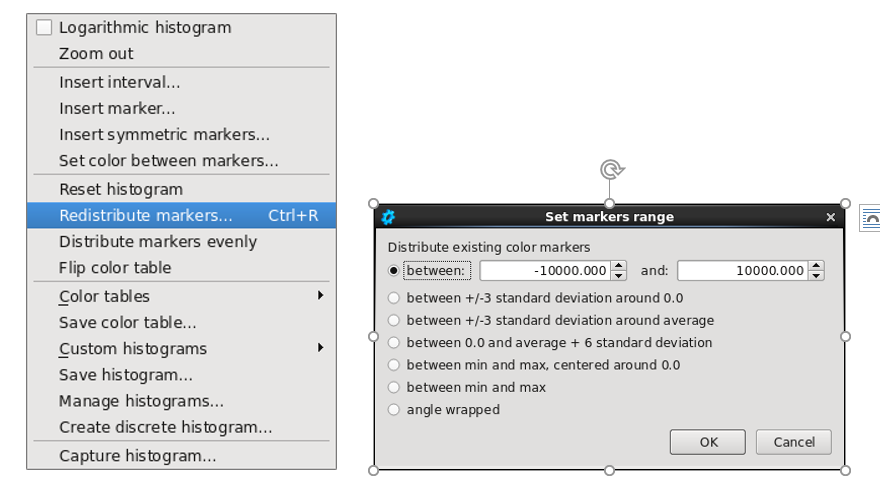 Logarithmic histogram
Zoom out
Insert interval...
Insert marker...
Insert symmetric markers...
Set color between markers...
Reset histogram
Redistribute markers... Ctrl+R
Distribute markers evenly
Flip color table
Color tables
Save color table...
Custom histograms
Save histogram...
Manage histograms...
Create discrete histogram...
Capture histogram...
Set markers range
Distribute existing color markers
between: -10000.000 and: 10000.000
between +/-3 standard deviation around 0.0
between +/-3 standard deviation around average
between 0.0 and average + 6 standard deviation
between min and max, centered around 0.0
between min and max
angle wrapped
OK Cancel